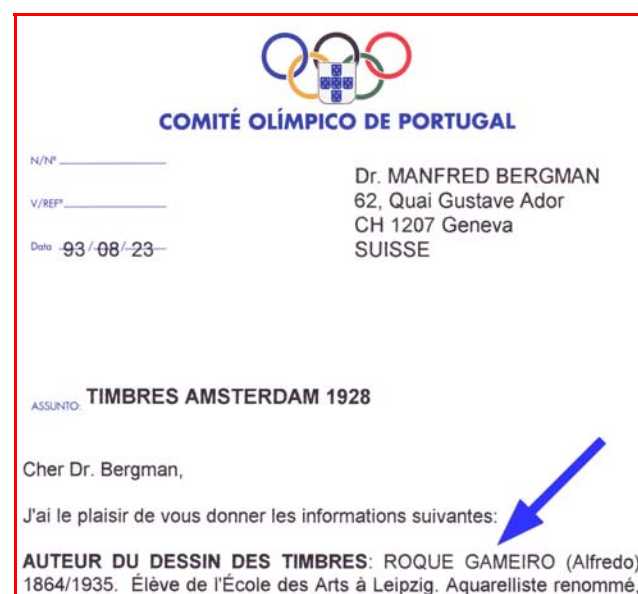 COMITÉ OLÍMPICO DE PORTUGAL
N/Nº
V/REFª
Data 93/08/23
Dr. MANFRED BERGMAN
62, Quai Gustave Ador
CH 1207 Geneva
SUISSE
ASSUNTO: TIMBRES AMSTERDAM 1928
Cher Dr. Bergman,
J'ai le plaisir de vous donner les informations suivantes:
AUTEUR DU DESSIN DES TIMBRES: ROQUE GAMEIRO (Alfredo)
1864/1935. Élève de l'École des Arts à Leipzig. Aquarelliste renommé.